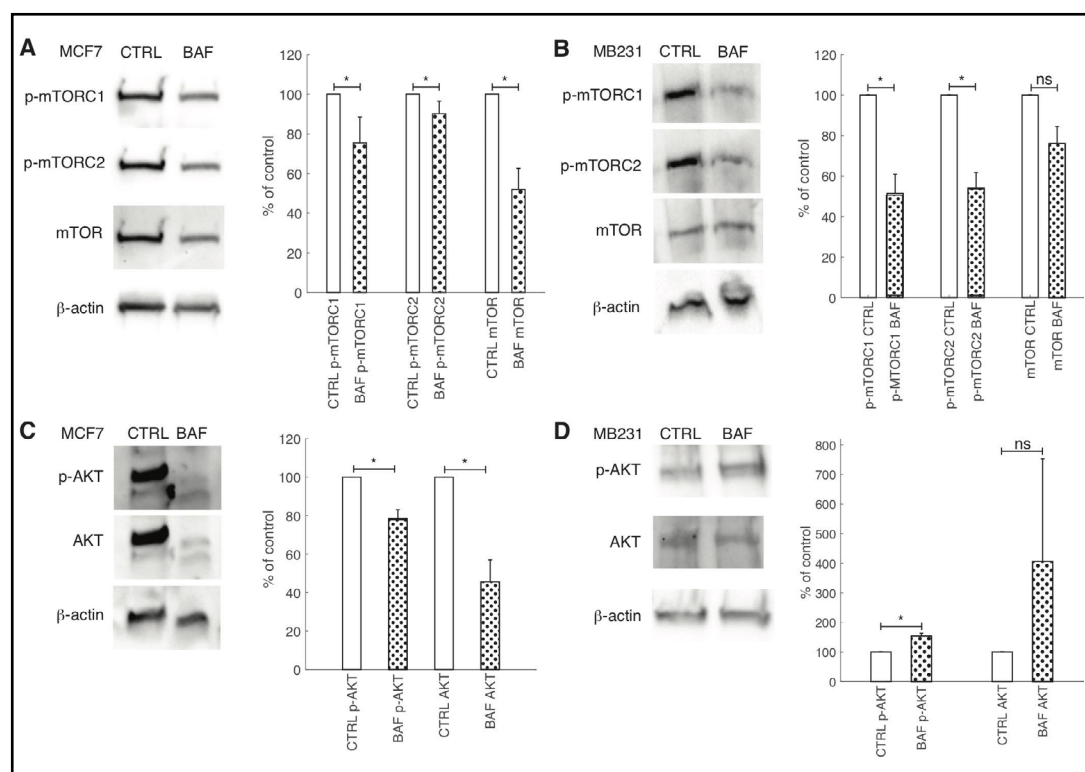 A MCF7 CTRL BAF
p-mTORC1
p-mTORC2
mTOR
β-actin
120
100
80
60
40
20
0
% of control
* * *
CTRL p-mTORC1
BAF p-mTORC1
CTRL p-mTORC2
BAF p-mTORC2
CTRL mTOR
BAF mTOR
B MB231 CTRL BAF
p-mTORC1
p-mTORC2
mTOR
β-actin
120
100
80
60
40
20
0
% of control
* * ns
p-mTORC1 CTRL
p-MTORC1 BAF
p-mTORC2 CTRL
p-mTORC2 BAF
mTOR CTRL
mTOR BAF
C MCF7 CTRL BAF
p-AKT
AKT
β-actin
120
100
80
60
40
20
0
% of control
* *
CTRL p-AKT
BAF p-AKT
CTRL AKT
BAF AKT
D MB231 CTRL BAF
p-AKT
AKT
β-actin
800
700
600
500
400
300
200
100
0
% of control
* ns
CTRL p-AKT
BAF p-AKT
CTRL AKT
BAF AKT